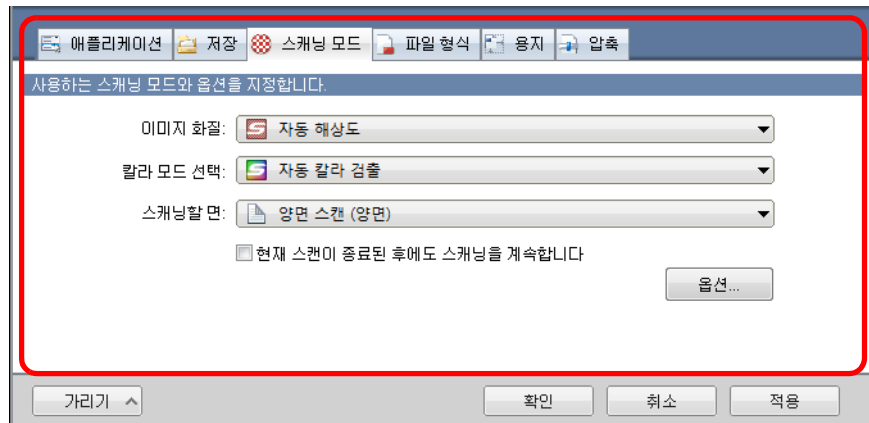 애플리케이션 저장 스캐닝 모드 파일 형식 용지 압축
사용하는 스캐닝 모드와 옵션을 지정합니다.
이미지 화질: 자동 해상도
칼라 모드 선택: 자동 칼라 검출
스캐닝할 면: 양면 스캔 (양면)
현재 스캔이 종료된 후에도 스캐닝을 계속합니다
옵션...
가리기 확인 취소 적용